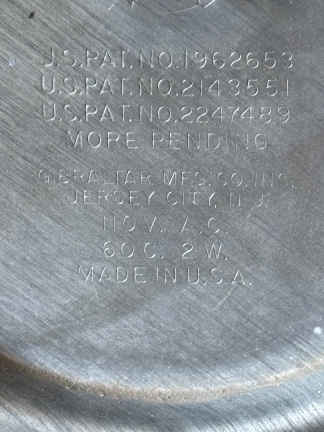 U.S.PAT.NO.1962653
U.S.PAT.NO.2143551
U.S.PAT.NO.2247489
MORE PENDING
GIBRALTAR MFG. CO. INC.
JERSEY CITY, N.J.
110 V. A.C.
60 C. 2 W.
MADE IN U.S.A.